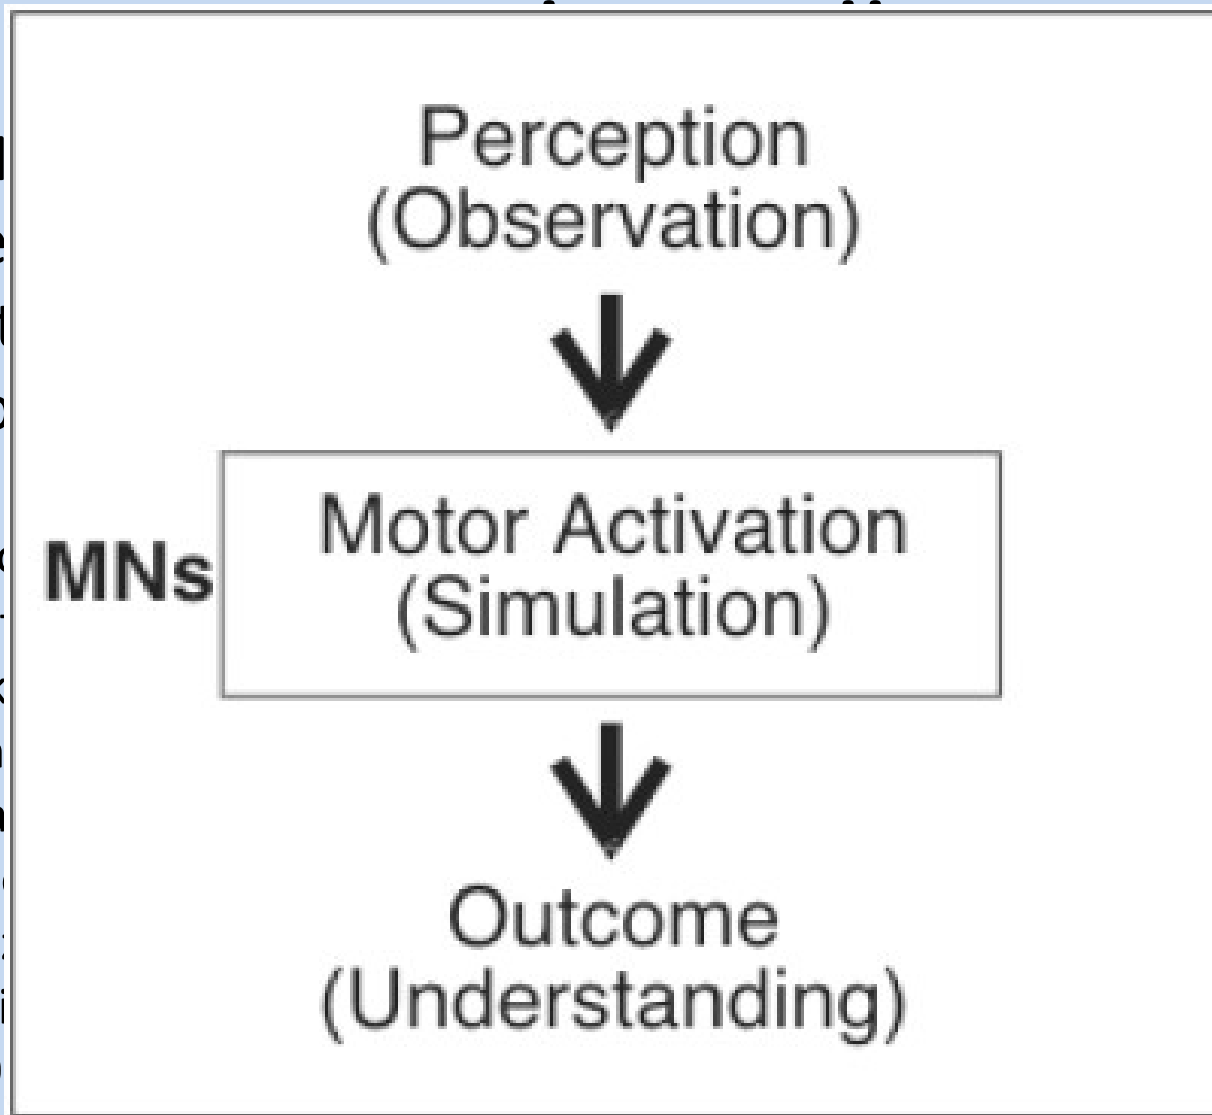 Perception
(Observation)
Motor Activation
MNs
(Simulation)
Outcome
(Understanding)